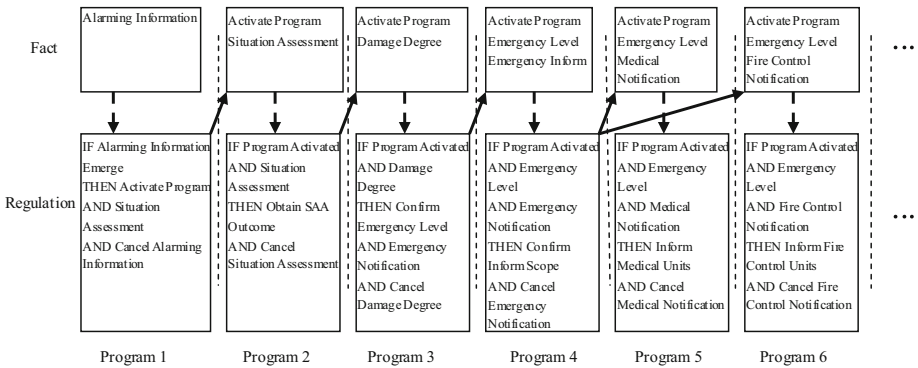 Fact
Alarming Information
Activate Program
Situation Assessment
Activate Program
Damage Degree
Activate Program
Emergency Level
Emergency Inform
Activate Program
Emergency Level
Medical
Notification
Activate Program
Emergency Level
Fire Control
Notification
...
Regulation
IF Alarming Information
Emerge
THEN Activate Program
AND Situation
Assessment
AND Cancel Alarming
Information
IF Program Activated
AND Situation
Assessment
THEN Obtain SAA
Outcome
AND Cancel
Situation Assessment
IF Program Activated
AND Damage
Degree
THEN Confirm
Emergency Level
AND Emergency
Notification
AND Cancel
Damage Degree
IF Program Activated
AND Emergency
Level
AND Emergency
Notification
THEN Confirm
Inform Scope
AND Cancel
Emergency
Notification
IF Program Activated
AND Emergency
Level
AND Medical
Notification
THEN Inform
Medical Units
AND Cancel
Medical Notification
IF Program Activated
AND Emergency
Level
AND Fire Control
Notification
THEN Inform Fire
Control Units
AND Cancel Fire
Control Notification
...
Program 1
Program 2
Program 3
Program 4
Program 5
Program 6